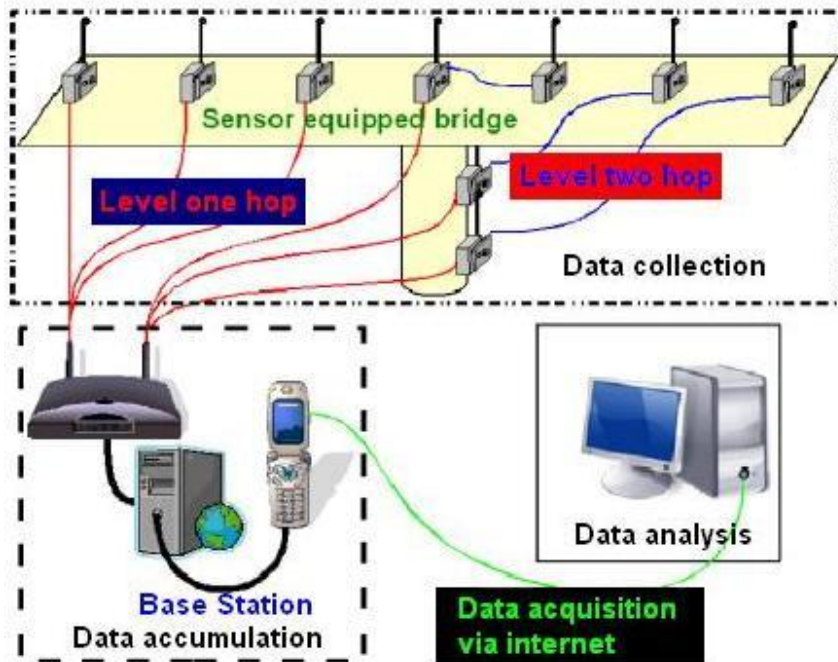 Sensor equipped bridge
Level one hop
Level two hop
Data collection
Base Station
Data accumulation
Data analysis
Data acquisition
via internet